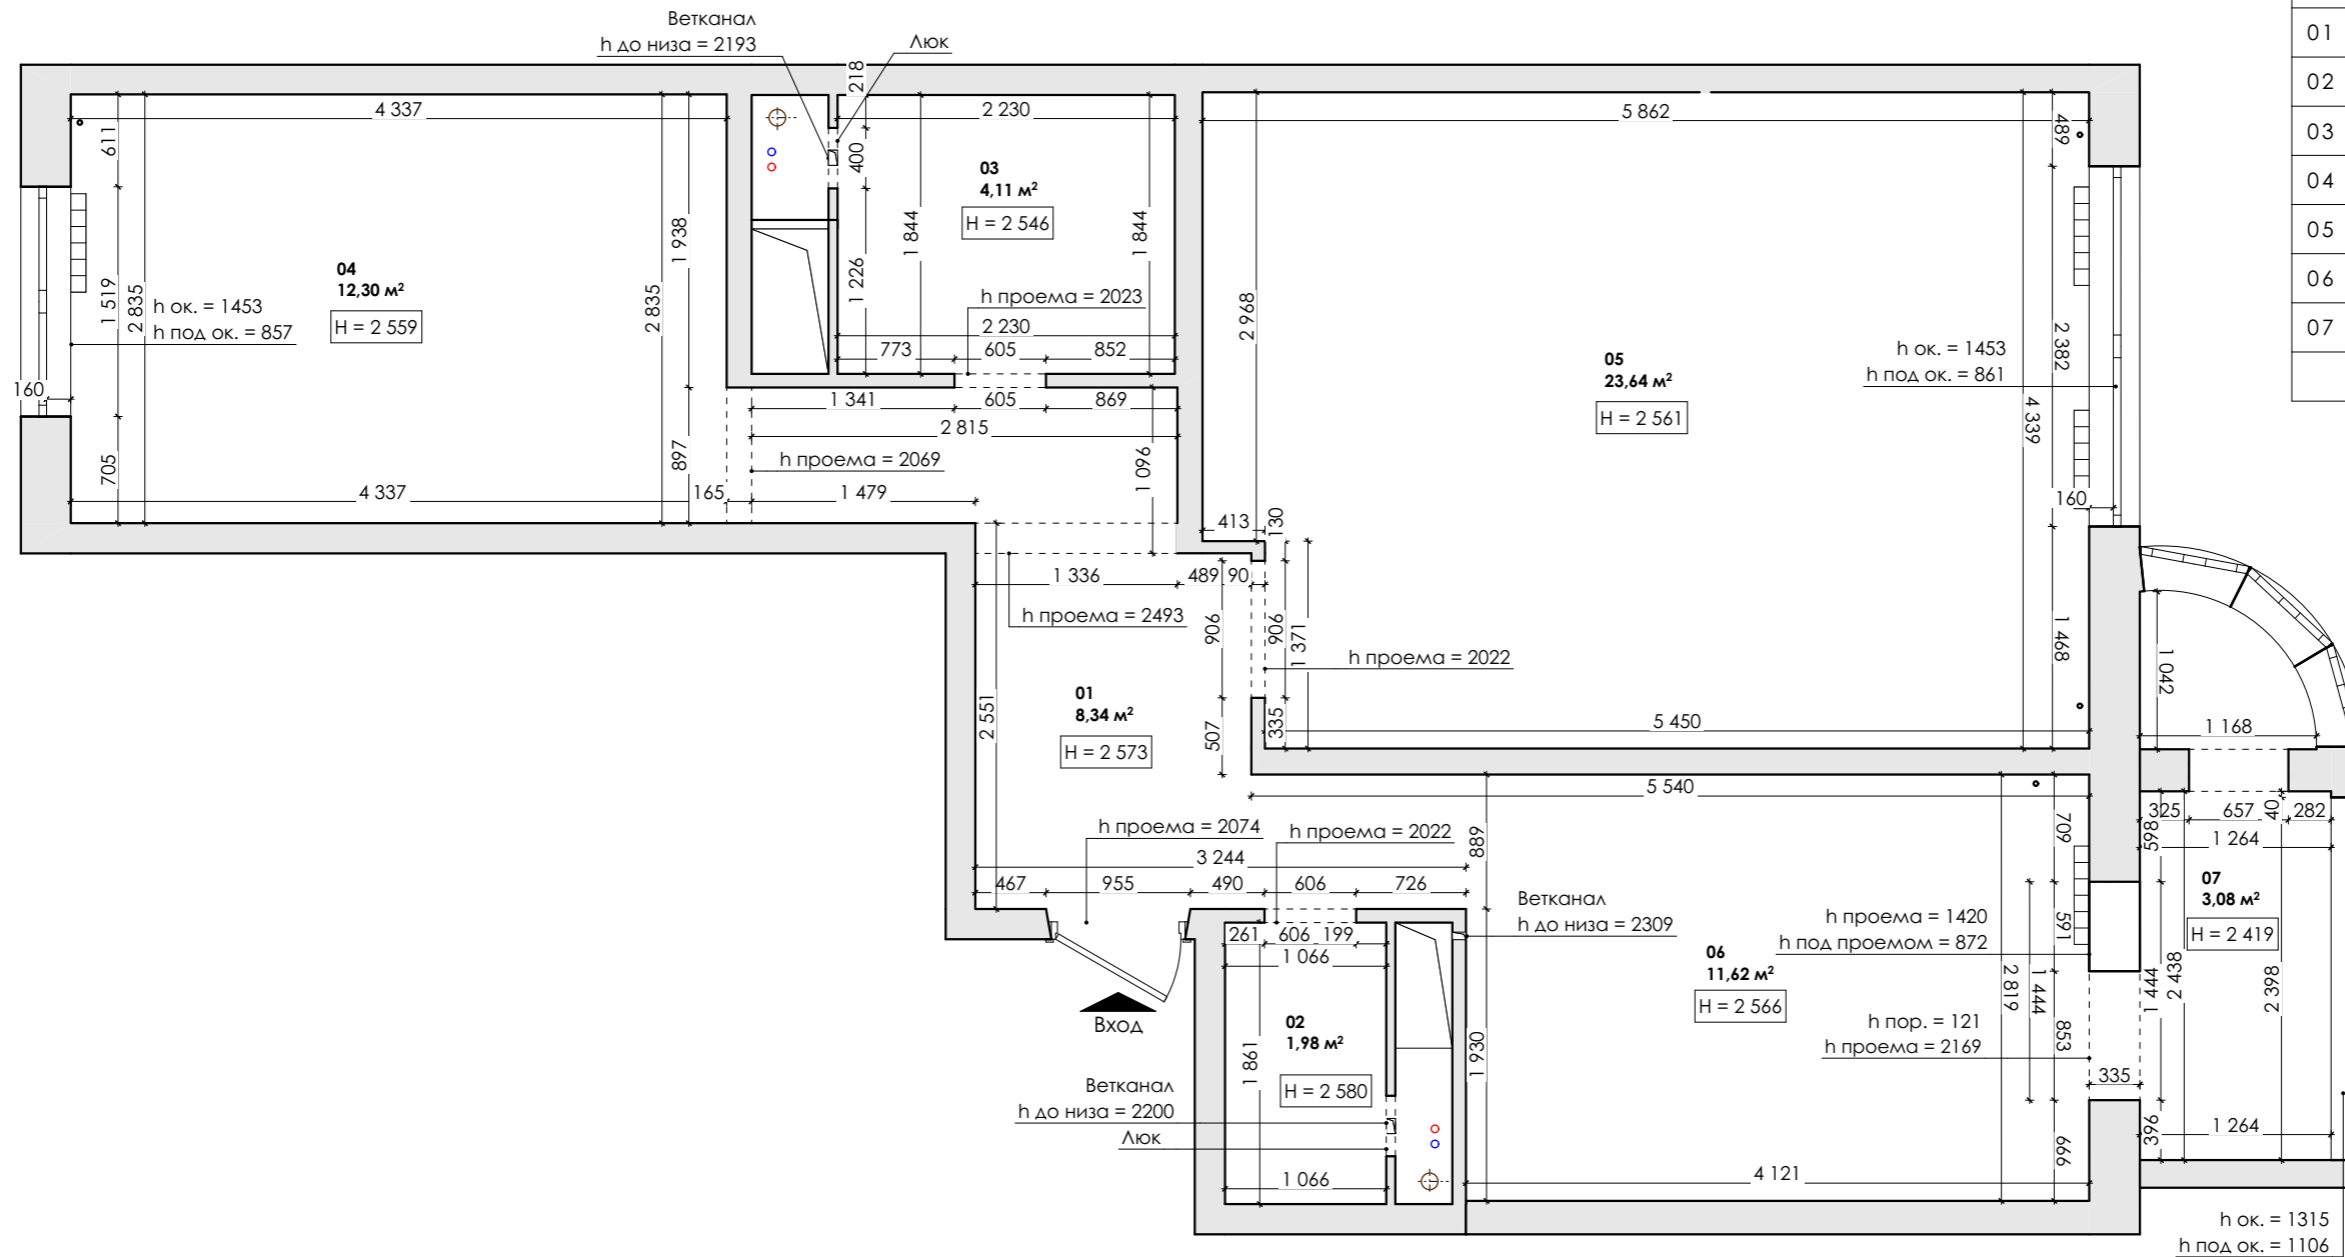 Ветканал
h до низа = 2193
Люк
218
4 337
2 230
5 862
489
01
02
03
04
05
06
07
611
400
03
4,11 м²
H = 2 546
1 844
1 844
1 938
1 226
04
12,30 м²
H = 2 559
1 519
2 835
h ок. = 1453
h под ок. = 857
2 835
2 968
h проема = 2023
2 230
773
605
852
05
23,64 м²
H = 2 561
h ок. = 1453
h под ок. = 861
2 382
4 339
160
1 341
605
869
2 815
705
897
h проема = 2069
1 096
4 337
165
1 479
160
413
130
1 336
489
90
h проема = 2493
906
906
1 371
h проема = 2022
1 468
1 042
2 551
01
8,34 м²
H = 2 573
507
335
5 450
1 168
5 540
h проема = 2074
h проема = 2022
889
709
325
657
40
282
598
1 264
3 244
467
955
490
606
726
Ветканал
h до низа = 2309
07
3,08 м²
H = 2 419
h проема = 1420
h под проемом = 872
591
261
606
199
1 066
06
11,62 м²
H = 2 566
2 819
1 444
1 444
2 438
2 398
Вход
02
1,98 м²
H = 2 580
1 861
1 930
h пор. = 121
h проема = 2169
853
335
Ветканал
h до низа = 2200
Люк
396
1 264
666
1 066
4 121
h ок. = 1315
h под ок. = 1106